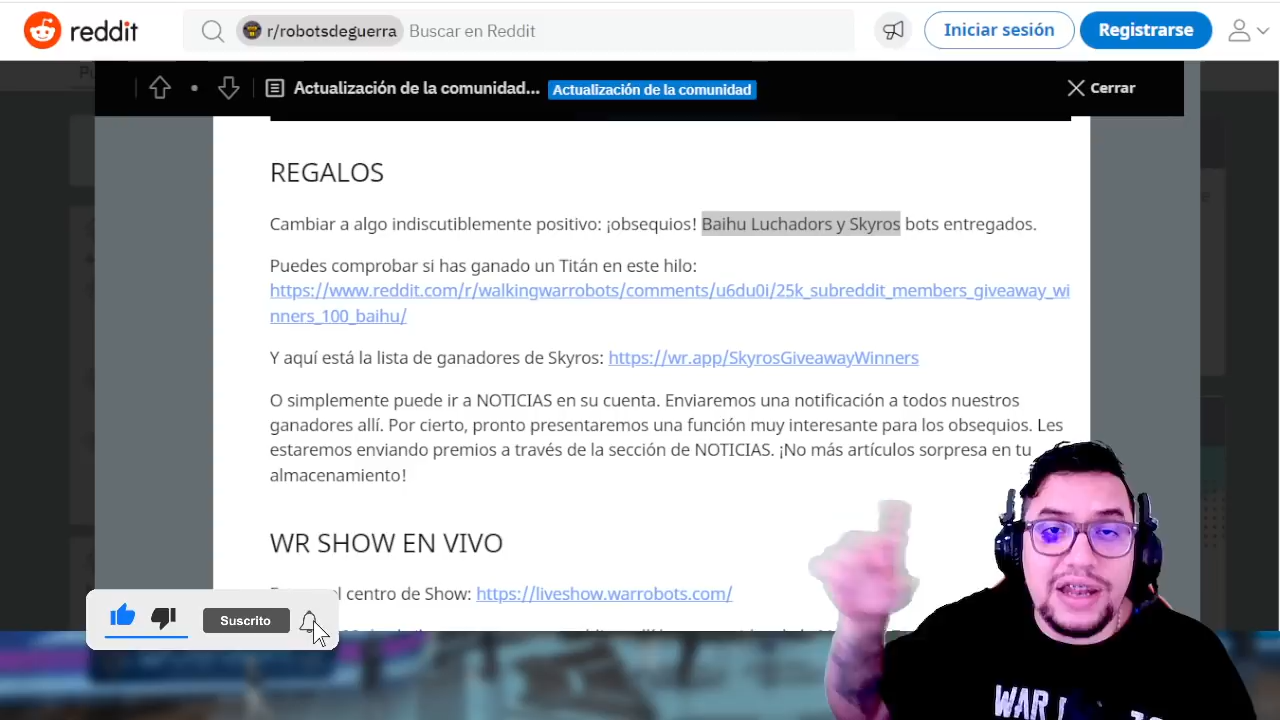 reddit
r/robotsdeguerra Buscar en Reddit
Iniciar sesión
Registrarse
Actualización de la comunidad...
Actualización de la comunidad
Cerrar
REGALOS
Cambiar a algo indiscutiblemente positivo: ¡obsequios! Baihu Luchadors y Skyros bots entregados.
Puedes comprobar si has ganado un Titán en este hilo:
https://www.reddit.com/r/walkingwarrobots/comments/u6du0i/25k_subreddit_members_giveaway_wi
nners_100_baihu/
Y aquí está la lista de ganadores de Skyros: https://wr.app/SkyrosGiveawayWinners
O simplemente puede ir a NOTICIAS en su cuenta. Enviaremos una notificación a todos nuestros
ganadores allí. Por cierto, pronto presentaremos una función muy interesante para los obsequios. Les
estaremos enviando premios a través de la sección de NOTICIAS. ¡No más artículos sorpresa en tu
almacenamiento!
WR SHOW EN VIVO
el centro de Show: https://liveshow.warrobots.com/
Suscrito
WAR